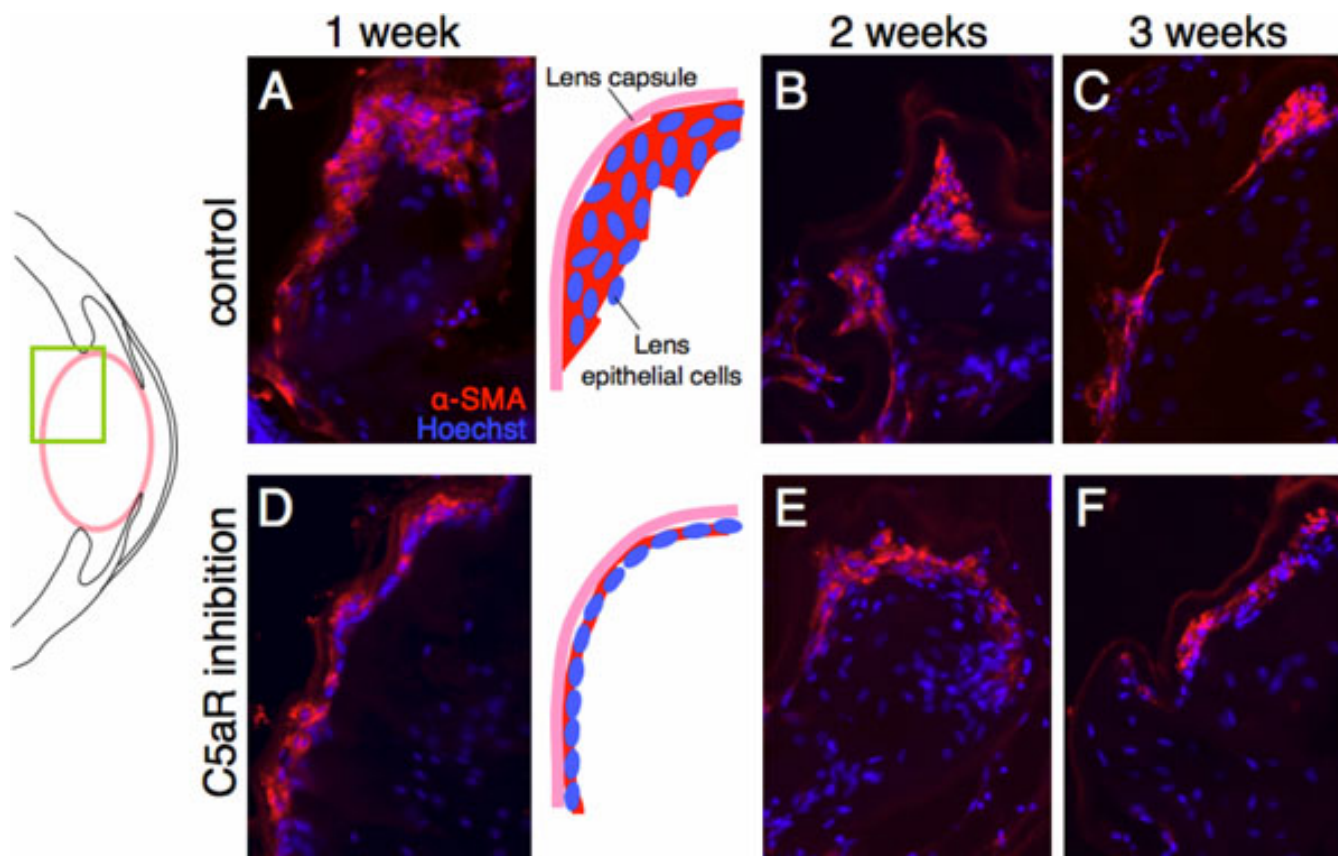 1 week
2 weeks
3 weeks
control
A
Lens capsule
Lens
epithelial cells
α-SMA
Hoechst
B
C
C5aR inhibition
D
E
F